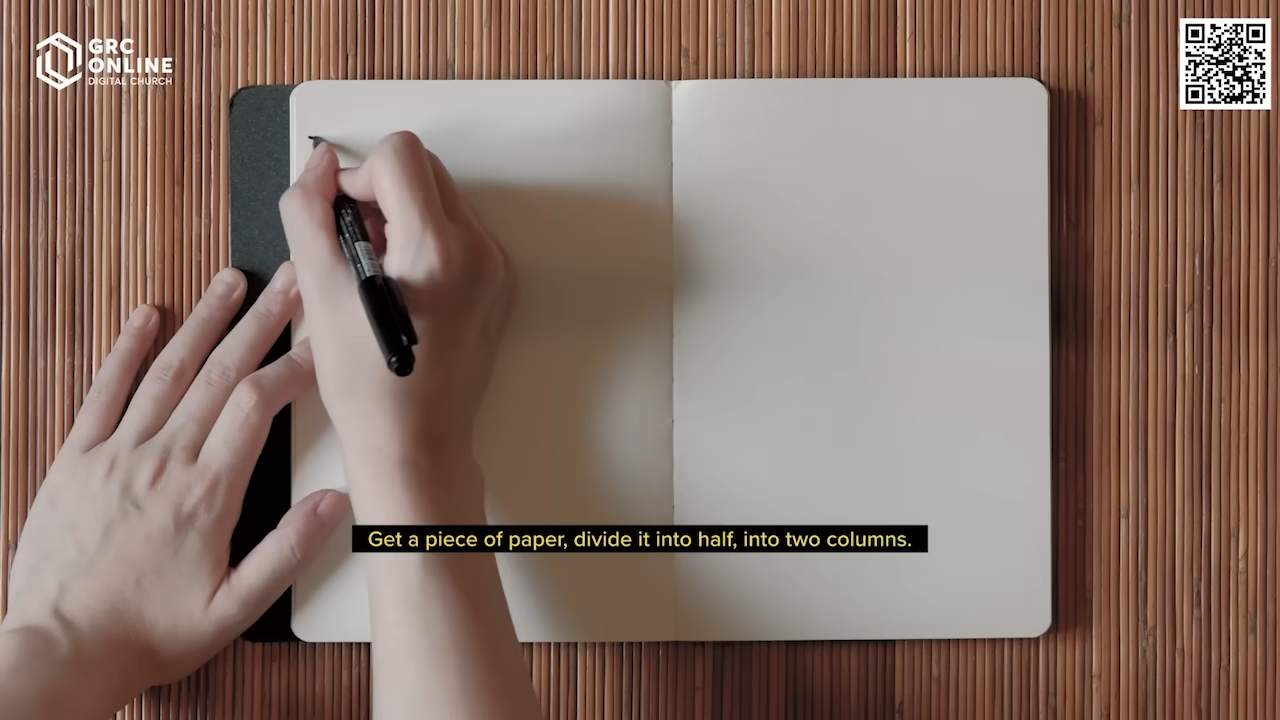 GRC
ONLINE
DIGITAL CHURCH
Get a piece of paper, divide it into half, into two columns.